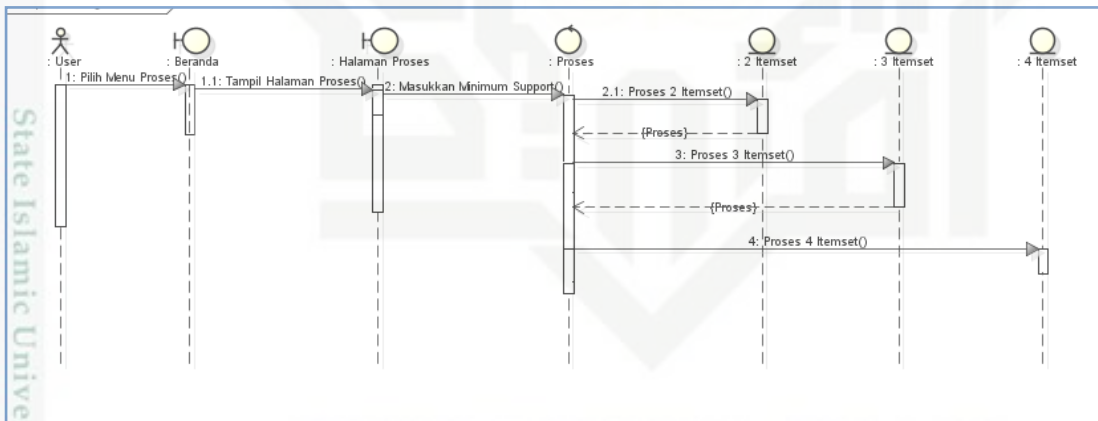 : User
: Beranda
: Halaman Proses
: Proses
: 2 Itemset
: 3 Itemset
: 4 Itemset
1: Pilih Menu Proses()
1.1: Tampil Halaman Proses()
2: Masukkan Minimum Support()
2.1: Proses 2 Itemset()
{Proses}
3: Proses 3 Itemset()
{Proses}
4: Proses 4 Itemset()
State Islamic Unive